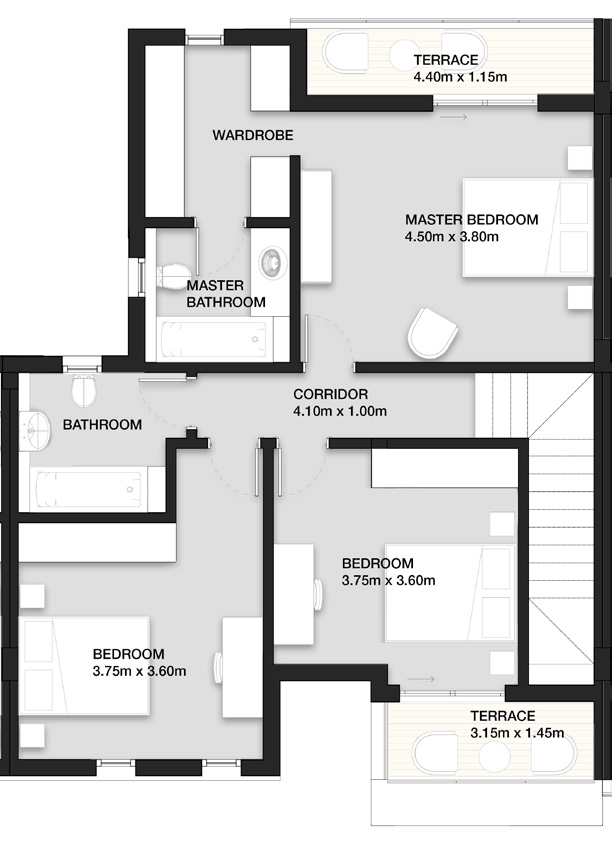 TERRACE
4.40m x 1.15m
WARDROBE
MASTER BEDROOM
4.50m x 3.80m
MASTER
BATHROOM
CORRIDOR
4.10m x 1.00m
BATHROOM
BEDROOM
3.75m x 3.60m
BEDROOM
3.75m x 3.60m
TERRACE
3.15m x 1.45m